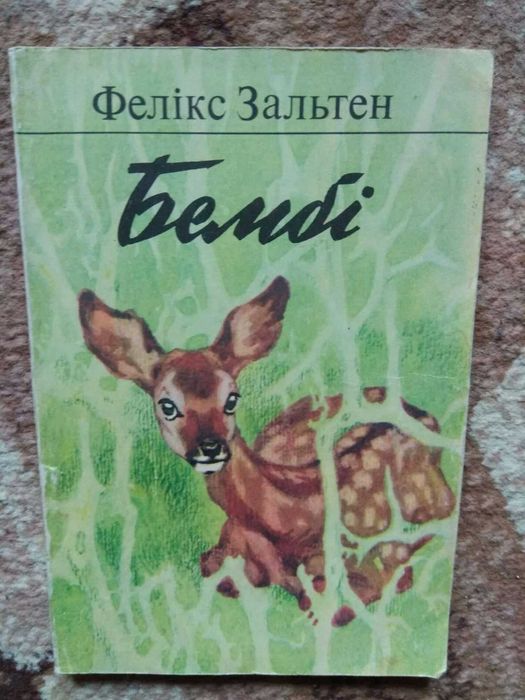 Фелікс Зальтен
Бембі